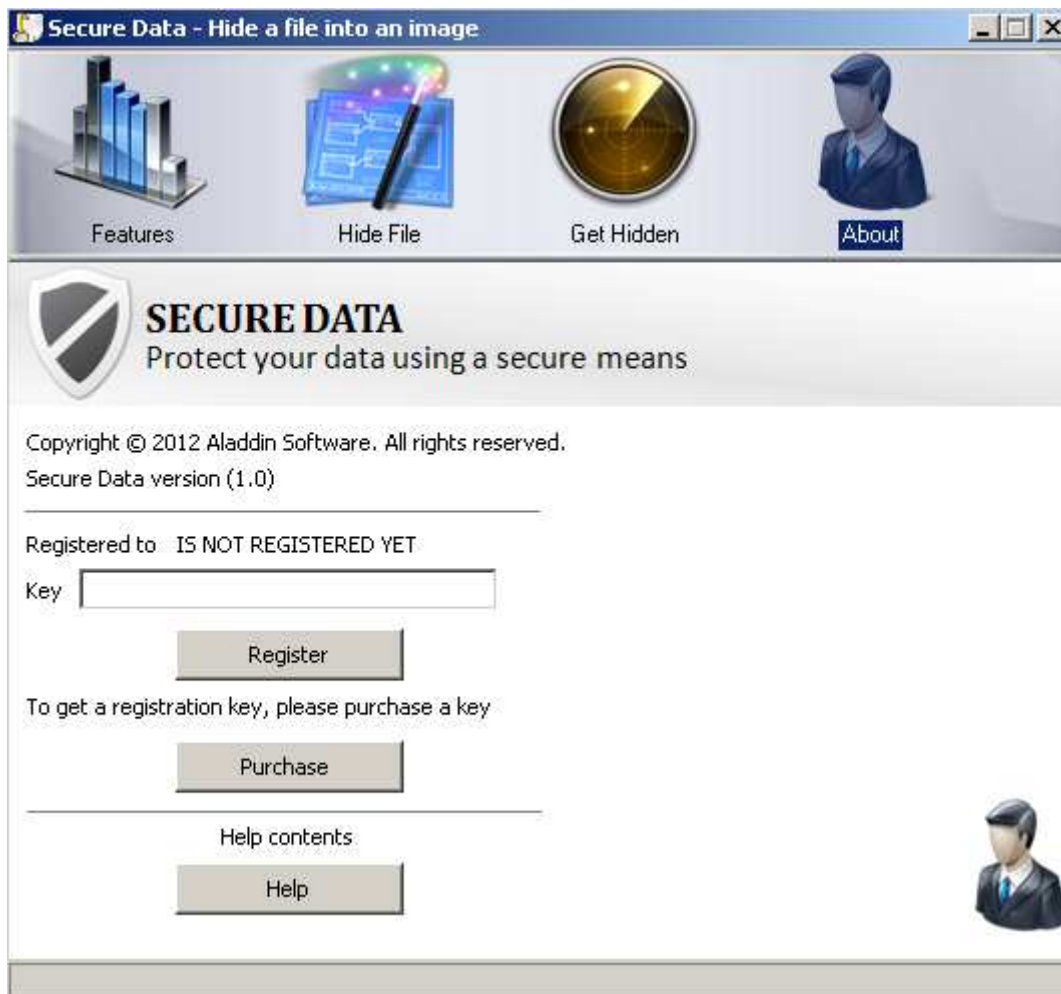 Secure Data - Hide a file into an image
Features Hide File Get Hidden About
SECURE DATA
Protect your data using a secure means
Copyright © 2012 Aladdin Software. All rights reserved.
Secure Data version (1.0)
Registered to IS NOT REGISTERED YET
Key
Register
To get a registration key, please purchase a key
Purchase
Help contents
Help